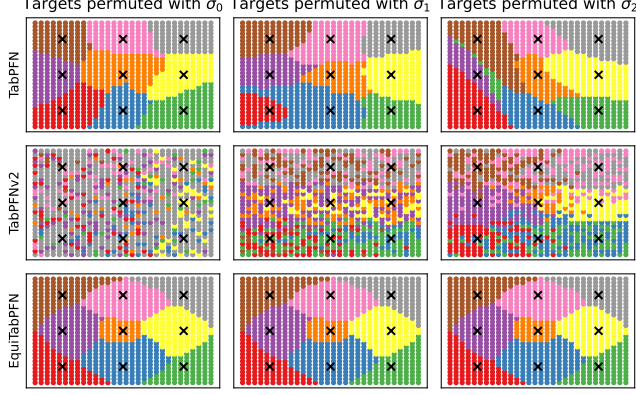 Targets permuted with σ0
Targets permuted with σ1
Targets permuted with σ2
TabPFN
TabPFNv2
EquiTabPFN